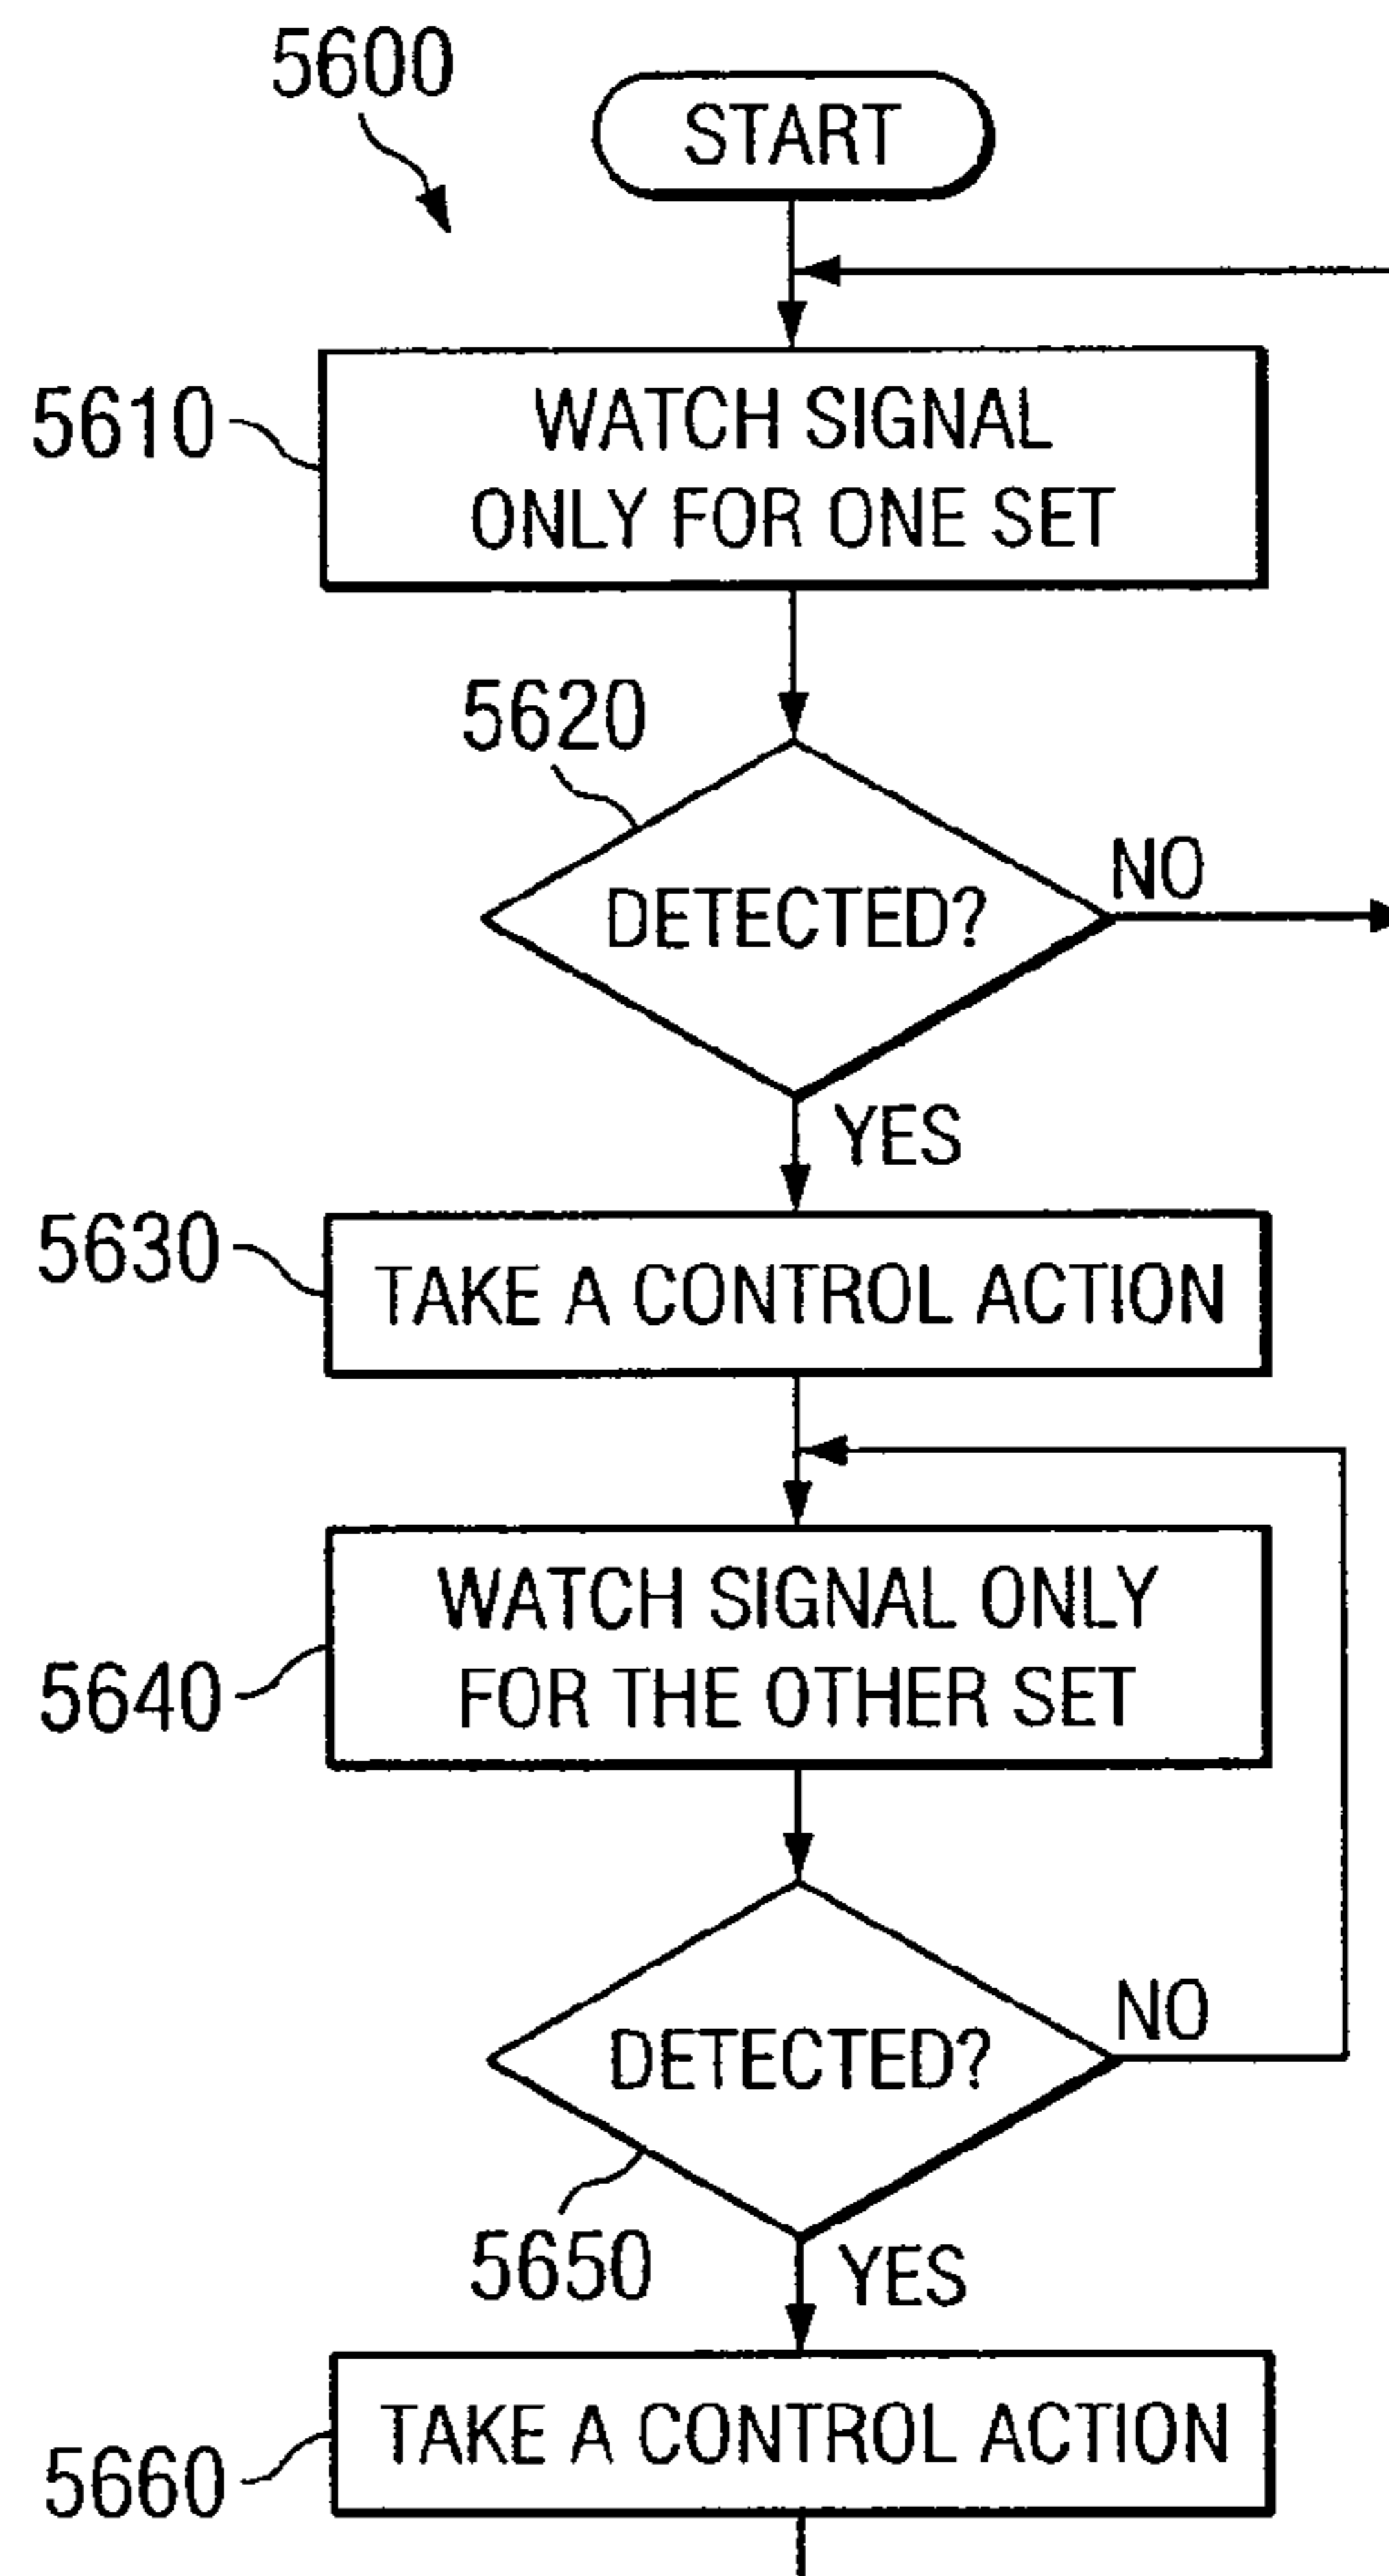 5600
START
5610
WATCH SIGNAL
ONLY FOR ONE SET
5620
DETECTED?
NO
YES
5630
TAKE A CONTROL ACTION
5640
WATCH SIGNAL ONLY
FOR THE OTHER SET
DETECTED?
NO
5650
YES
5660
TAKE A CONTROL ACTION